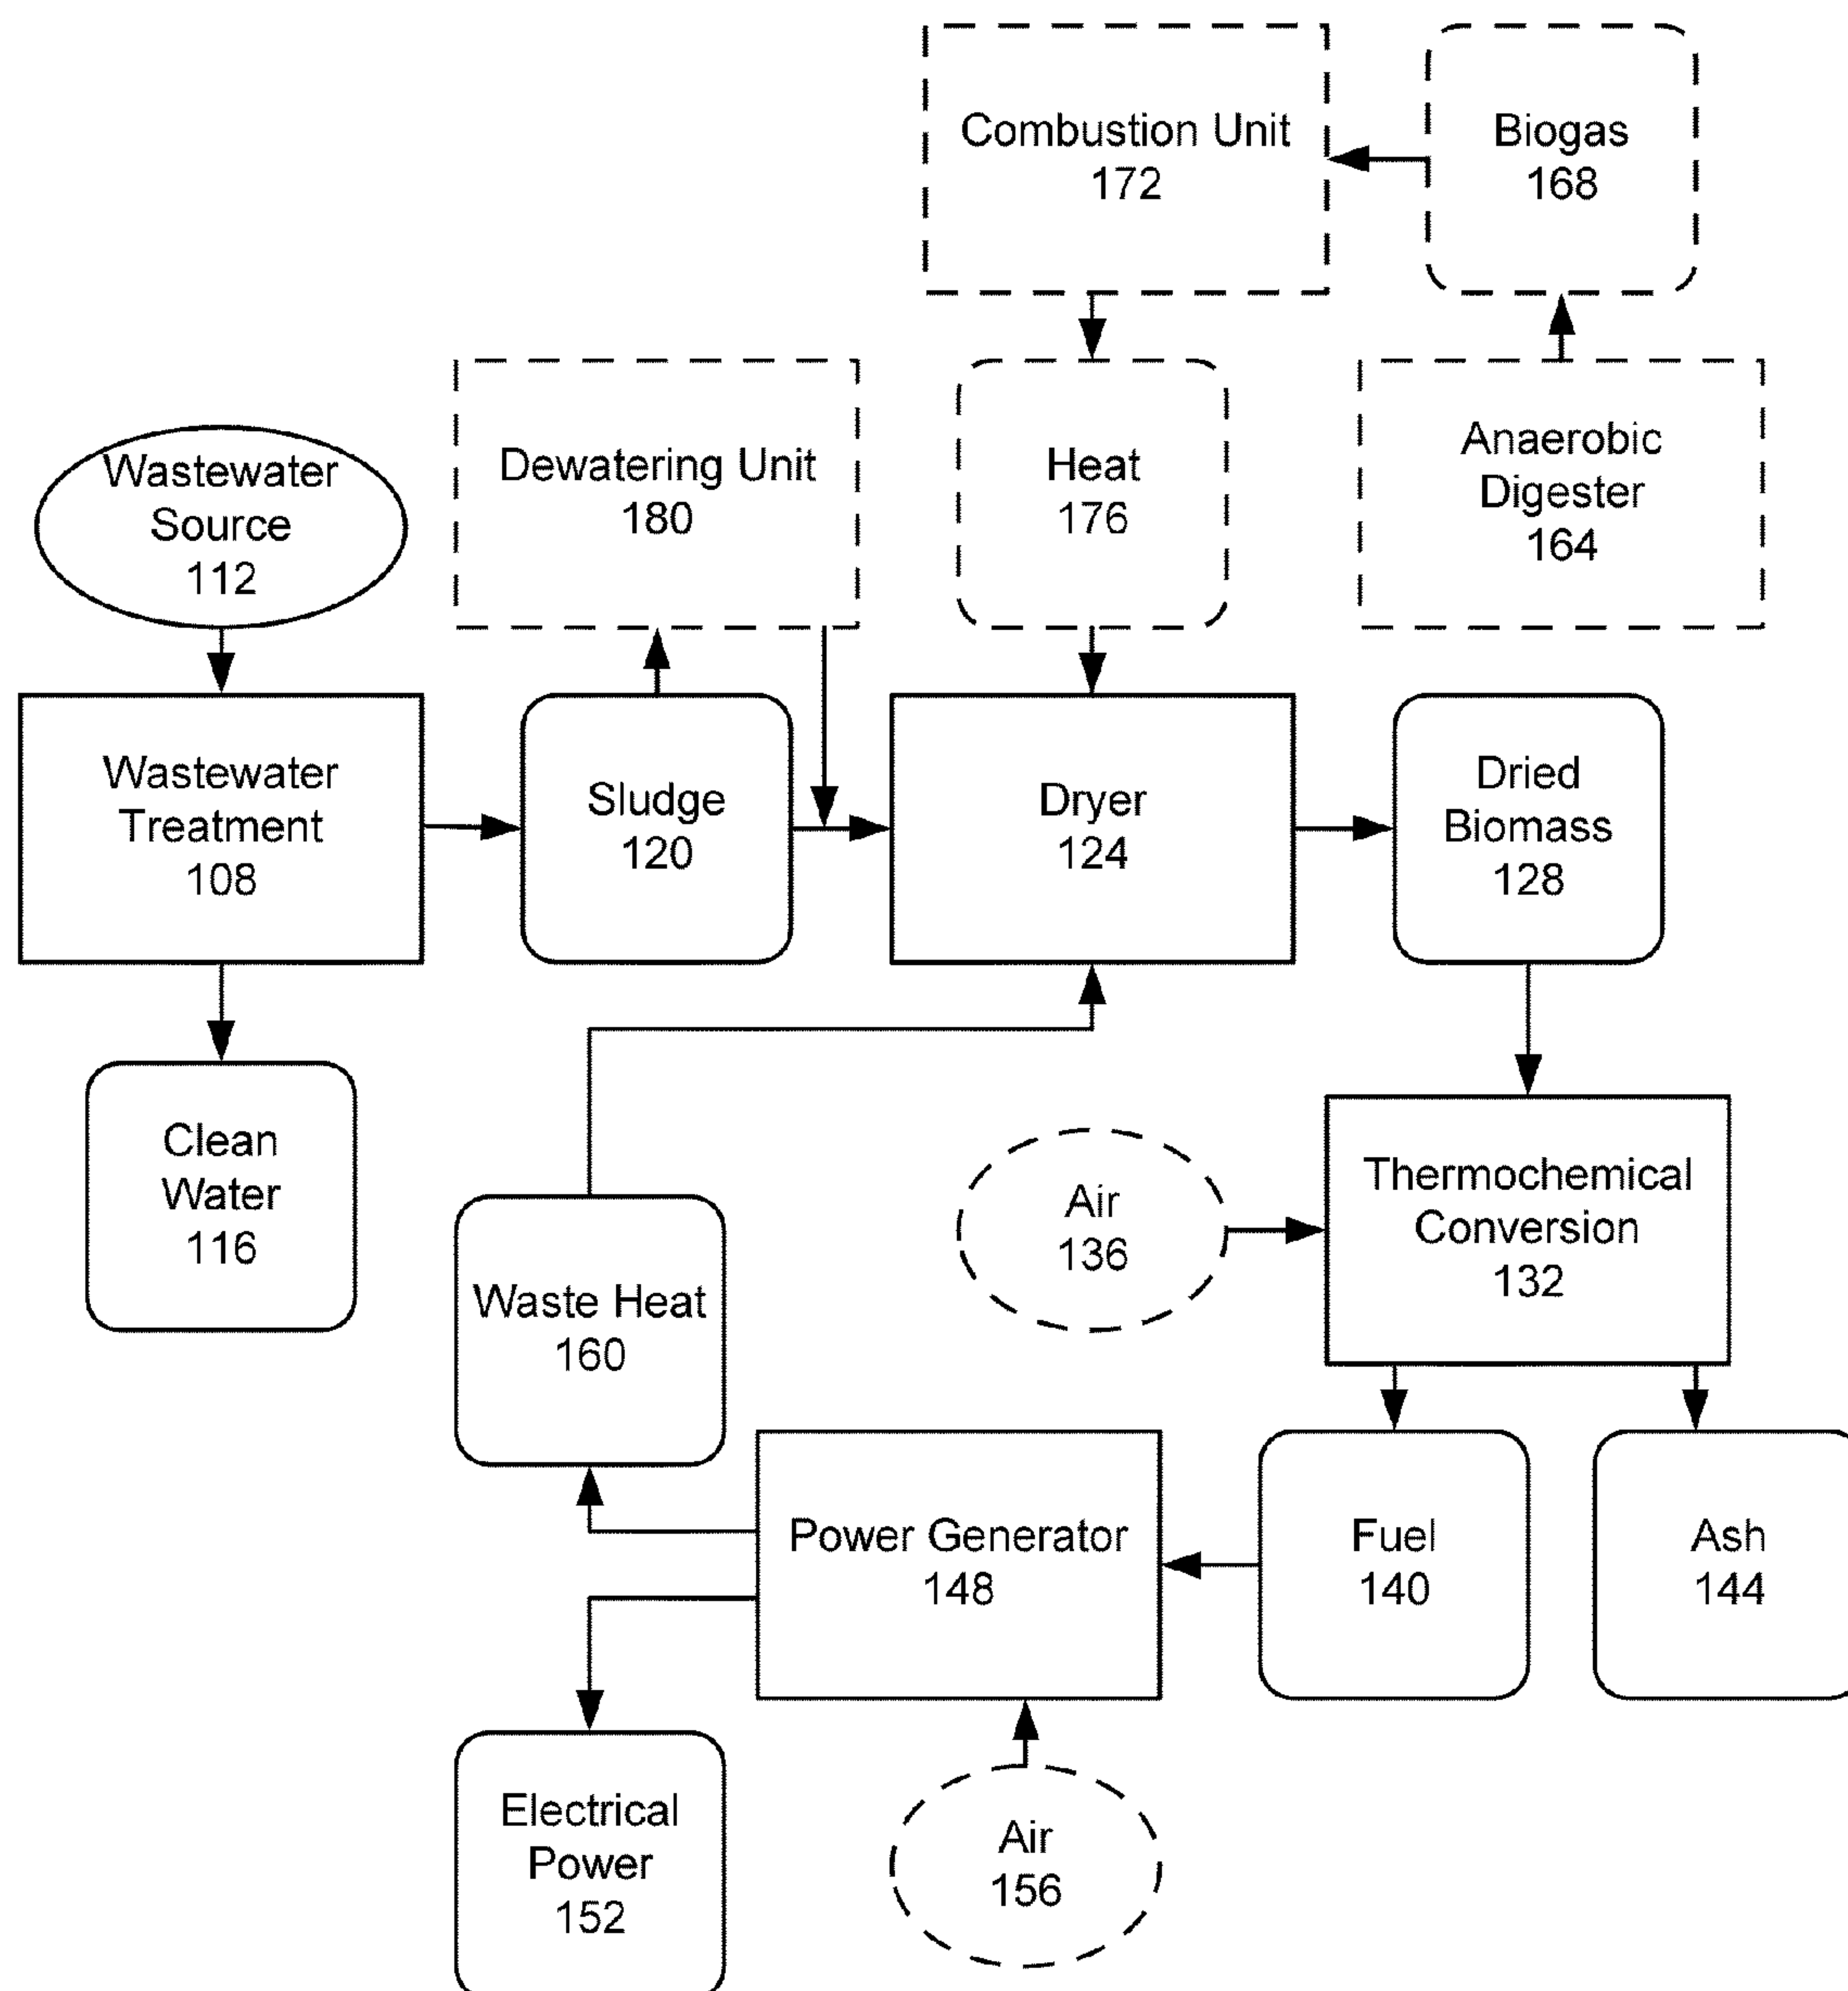 Combustion Unit
172
Biogas
168
Wastewater
Source
112
Dewatering Unit
180
Heat
176
Anaerobic
Digester
164
Wastewater
Treatment
108
Sludge
120
Dryer
124
Dried
Biomass
128
Clean
Water
116
Waste Heat
160
Air
136
Thermochemical
Conversion
132
Power Generator
148
Fuel
140
Ash
144
Electrical
Power
152
Air
156